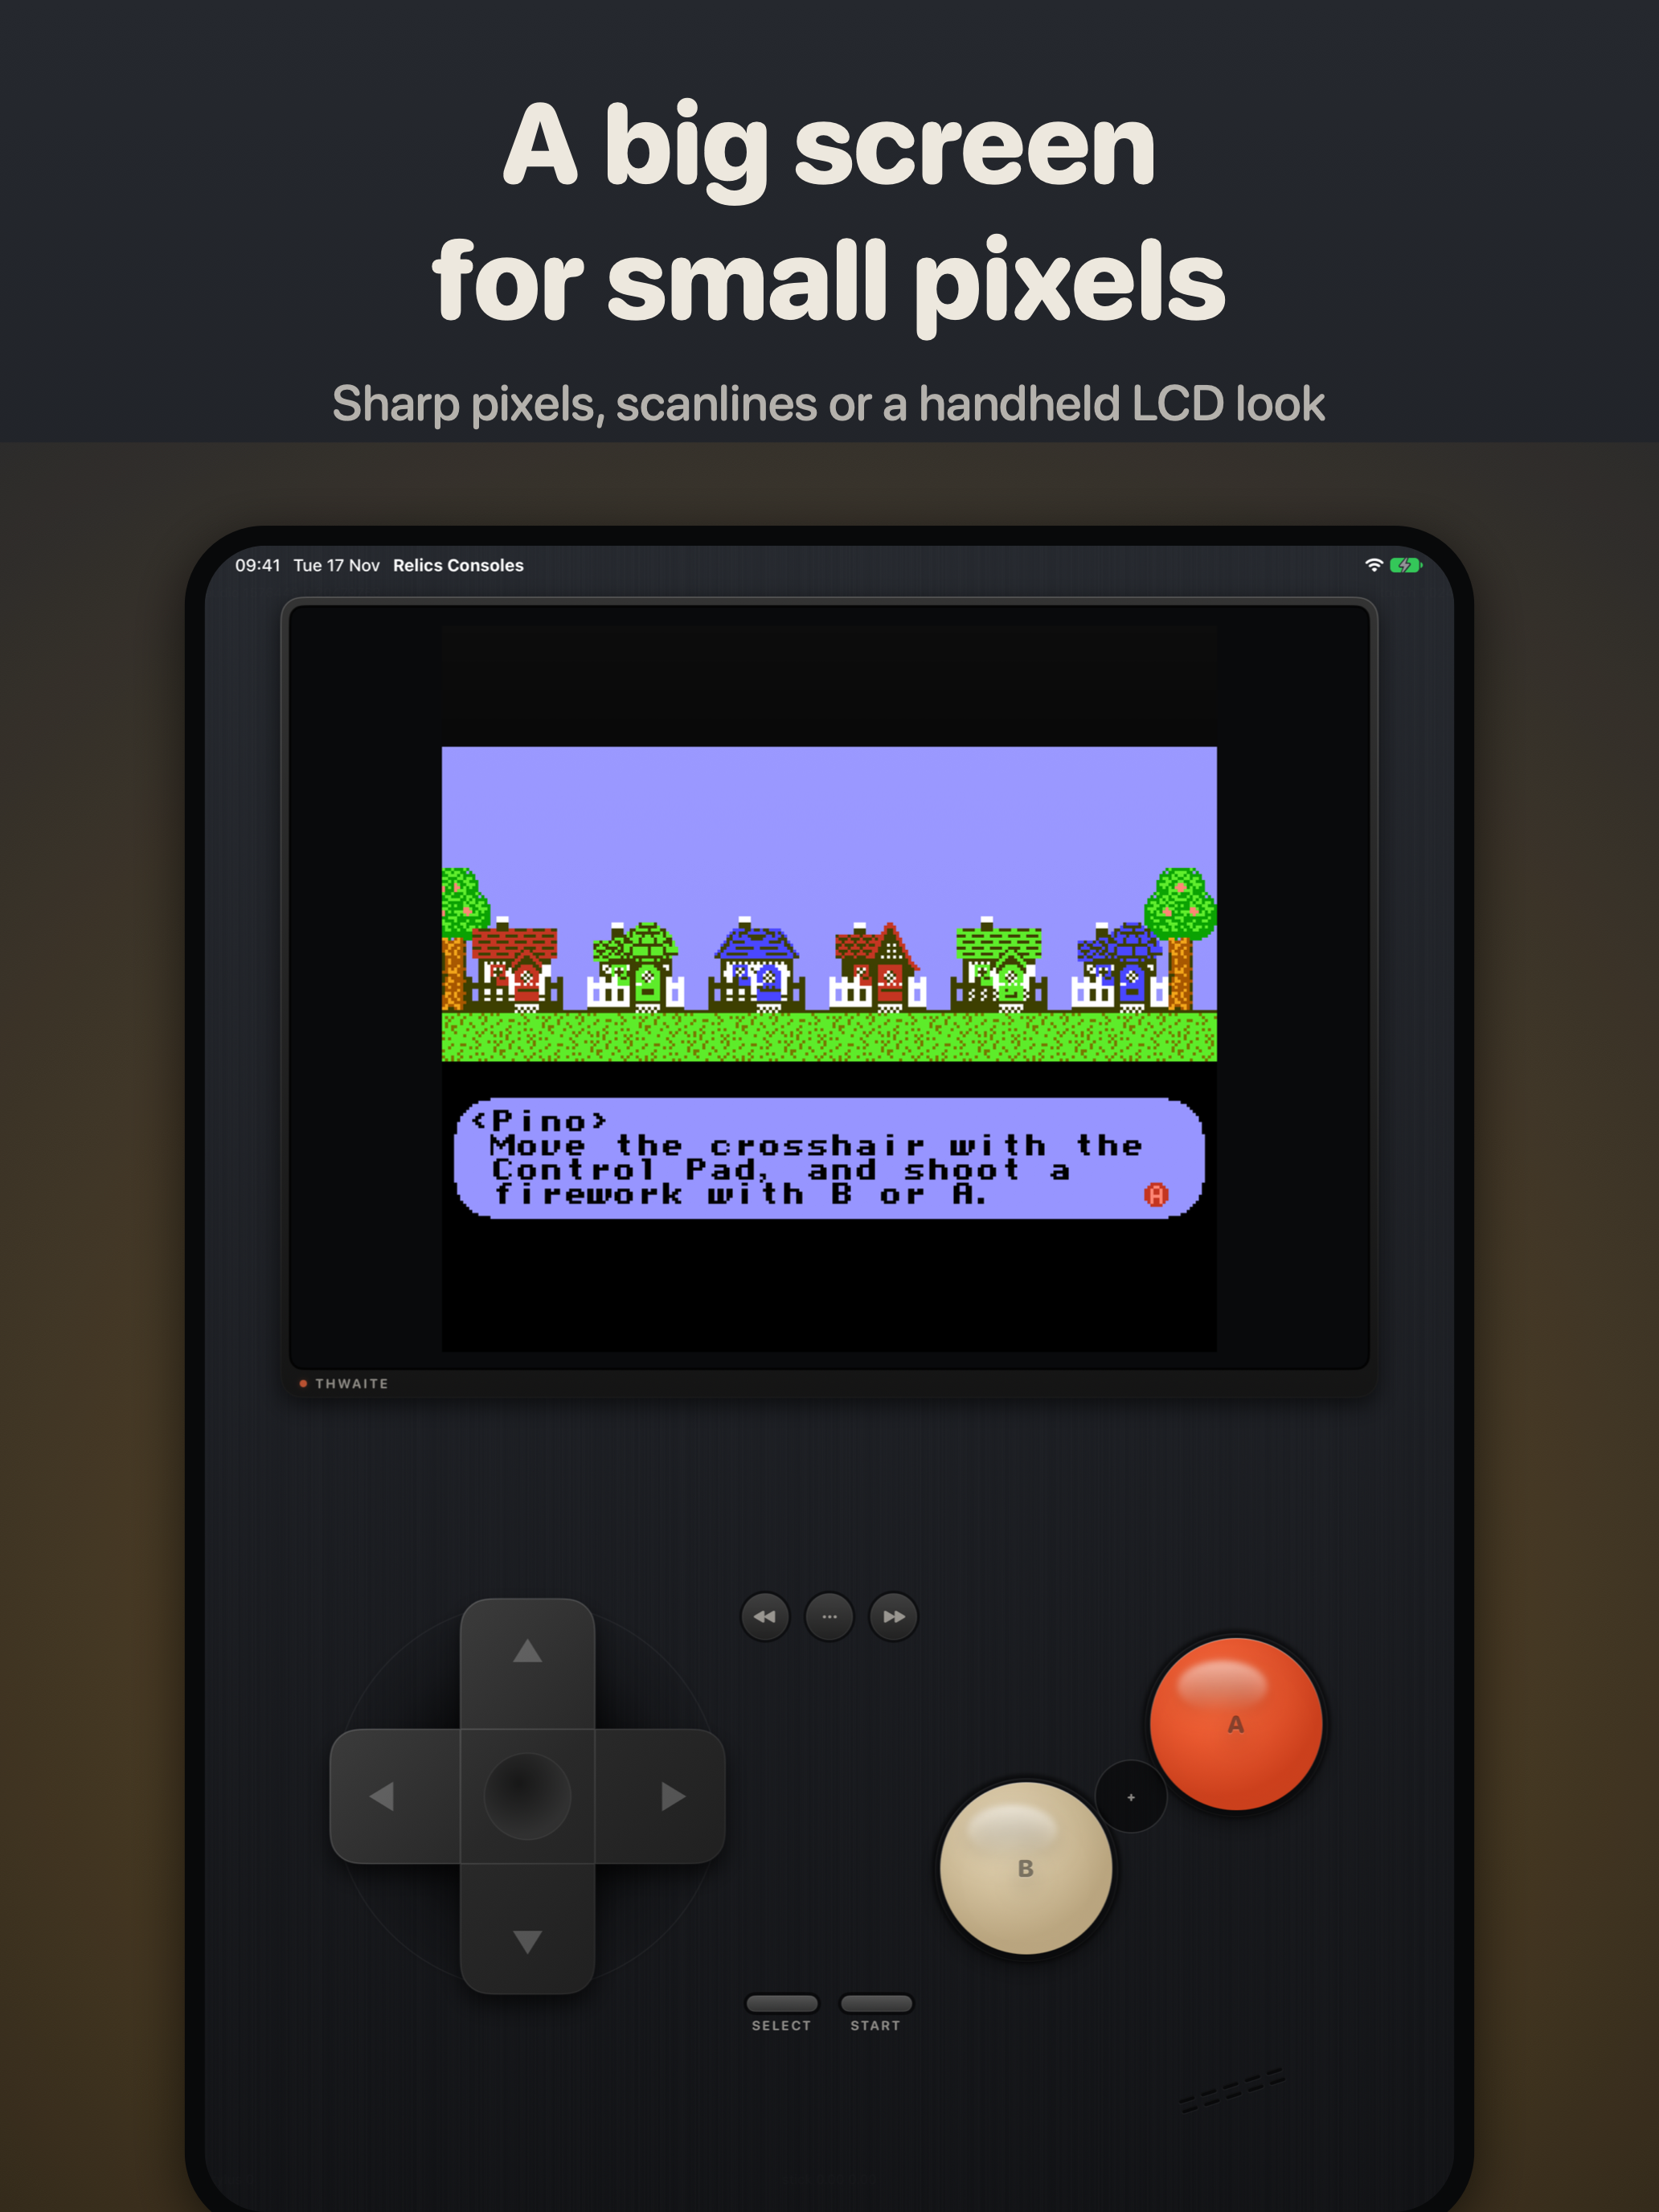 A big screen
for small pixels
Sharp pixels, scanlines or a handheld LCD look
09:41 Tue 17 Nov Relics Consoles
<Pino>
Move the crosshair with the
Control Pad, and shoot a
firework with B or A.
A
THWAITE
A
+
B
SELECT START